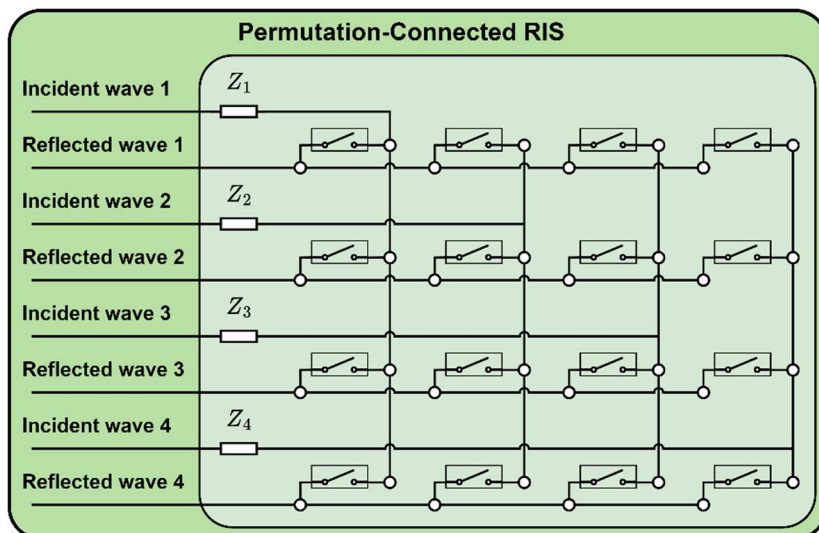 Permutation-Connected RIS
Incident wave 1
Z₁
Reflected wave 1
Incident wave 2
Z₂
Reflected wave 2
Incident wave 3
Z₃
Reflected wave 3
Incident wave 4
Z₄
Reflected wave 4